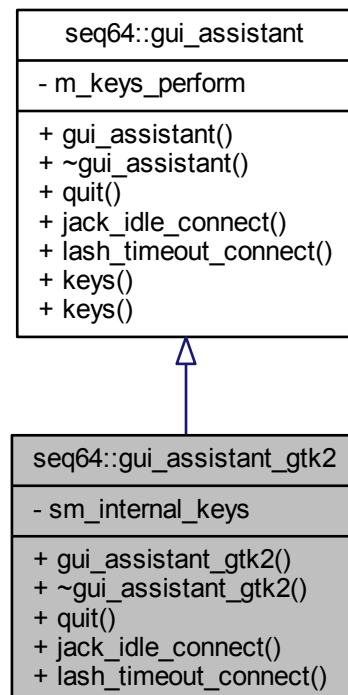 seq64::gui_assistant
- m_keys_perform
+ gui_assistant()
+ ~gui_assistant()
+ quit()
+ jack_idle_connect()
+ lash_timeout_connect()
+ keys()
+ keys()
seq64::gui_assistant_gtk2
- sm_internal_keys
+ gui_assistant_gtk2()
+ ~gui_assistant_gtk2()
+ quit()
+ jack_idle_connect()
+ lash_timeout_connect()